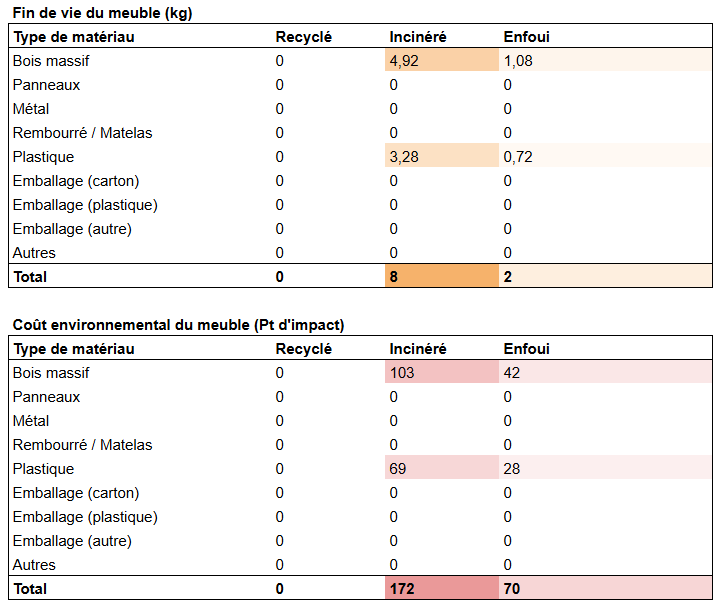 Fin de vie du meuble (kg)
Type de matériau Recyclé Incinéré Enfoui
Bois massif 0 4,92 1,08
Panneaux 0 0 0
Métal 0 0 0
Rembourré / Matelas 0 0 0
Plastique 0 3,28 0,72
Emballage (carton) 0 0 0
Emballage (plastique) 0 0 0
Emballage (autre) 0 0 0
Autres 0 0 0
Total 0 8 2
Coût environnemental du meuble (Pt d'impact)
Type de matériau Recyclé Incinéré Enfoui
Bois massif 0 103 42
Panneaux 0 0 0
Métal 0 0 0
Rembourré / Matelas 0 0 0
Plastique 0 69 28
Emballage (carton) 0 0 0
Emballage (plastique) 0 0 0
Emballage (autre) 0 0 0
Autres 0 0 0
Total 0 172 70